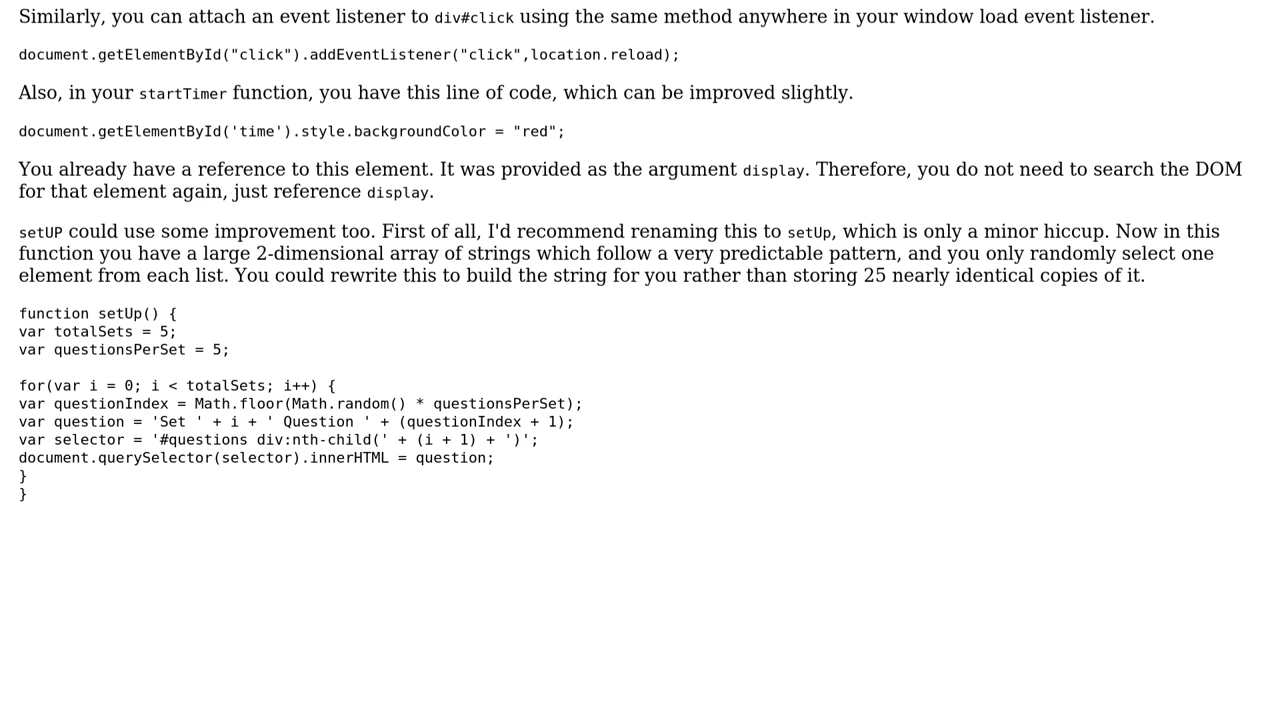 Similarly, you can attach an event listener to div#click using the same method anywhere in your window load event listener.
document.getElementById("click").addEventListener("click",location.reload);
Also, in your startTimer function, you have this line of code, which can be improved slightly.
document.getElementById('time').style.backgroundColor = "red";
You already have a reference to this element. It was provided as the argument display. Therefore, you do not need to search the DOM
for that element again, just reference display.
setUP could use some improvement too. First of all, I'd recommend renaming this to setUp, which is only a minor hiccup. Now in this
function you have a large 2-dimensional array of strings which follow a very predictable pattern, and you only randomly select one
element from each list. You could rewrite this to build the string for you rather than storing 25 nearly identical copies of it.
function setUp() {
var totalSets = 5;
var questionsPerSet = 5;
for(var i = 0; i < totalSets; i++) {
var questionIndex = Math.floor(Math.random() * questionsPerSet);
var question = 'Set ' + i + ' Question ' + (questionIndex + 1);
var selector = '#questions div:nth-child(' + (i + 1) + ')';
document.querySelector(selector).innerHTML = question;
}
}